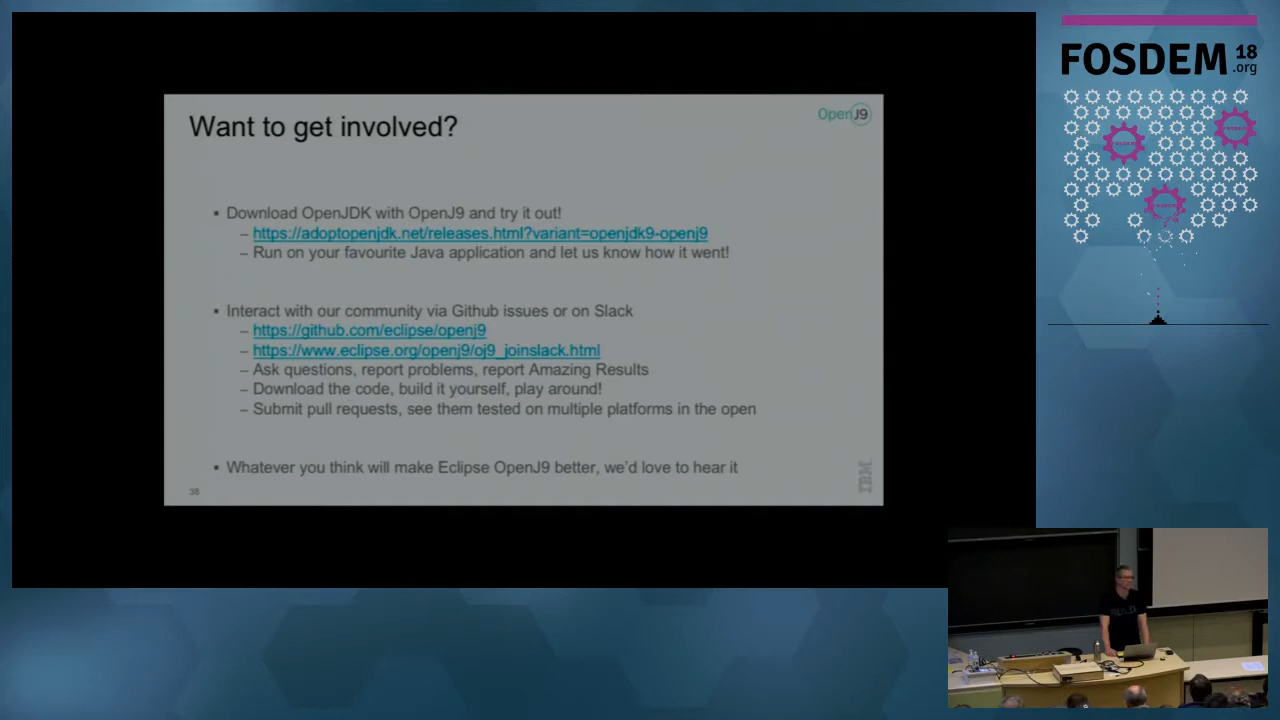 Want to get involved?
OpenJ9
▪ Download OpenJDK with OpenJ9 and try it out!
– https://adoptopenjdk.net/releases.html?variant=openjdk9-openj9
– Run on your favourite Java application and let us know how it went!
▪ Interact with our community via Github issues or on Slack
– https://github.com/eclipse/openj9
– https://www.eclipse.org/openj9/oj9_joinslack.html
– Ask questions, report problems, report Amazing Results
– Download the code, build it yourself, play around!
– Submit pull requests, see them tested on multiple platforms in the open
▪ Whatever you think will make Eclipse OpenJ9 better, we'd love to hear it
38
IBM
FOSDEM 18
.org